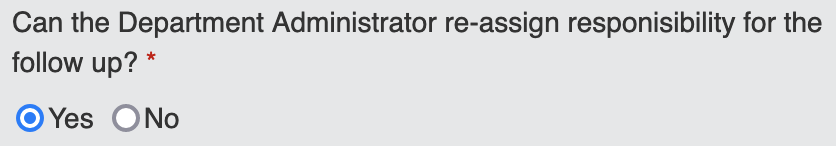 Can the Department Administrator re-assign responisibility for the
follow up? *
Yes No